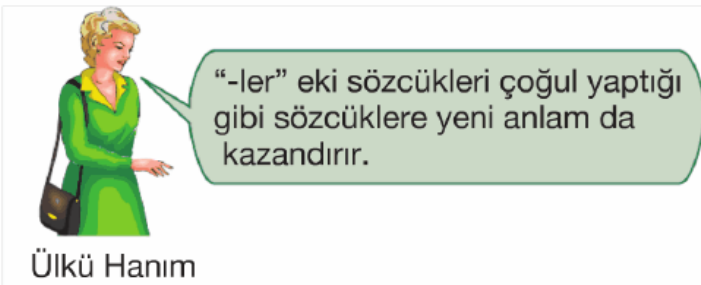 “-ler” eki sözcükleri çoğul yaptığı
gibi sözcüklere yeni anlam da
kazandırır.
Ülkü Hanım